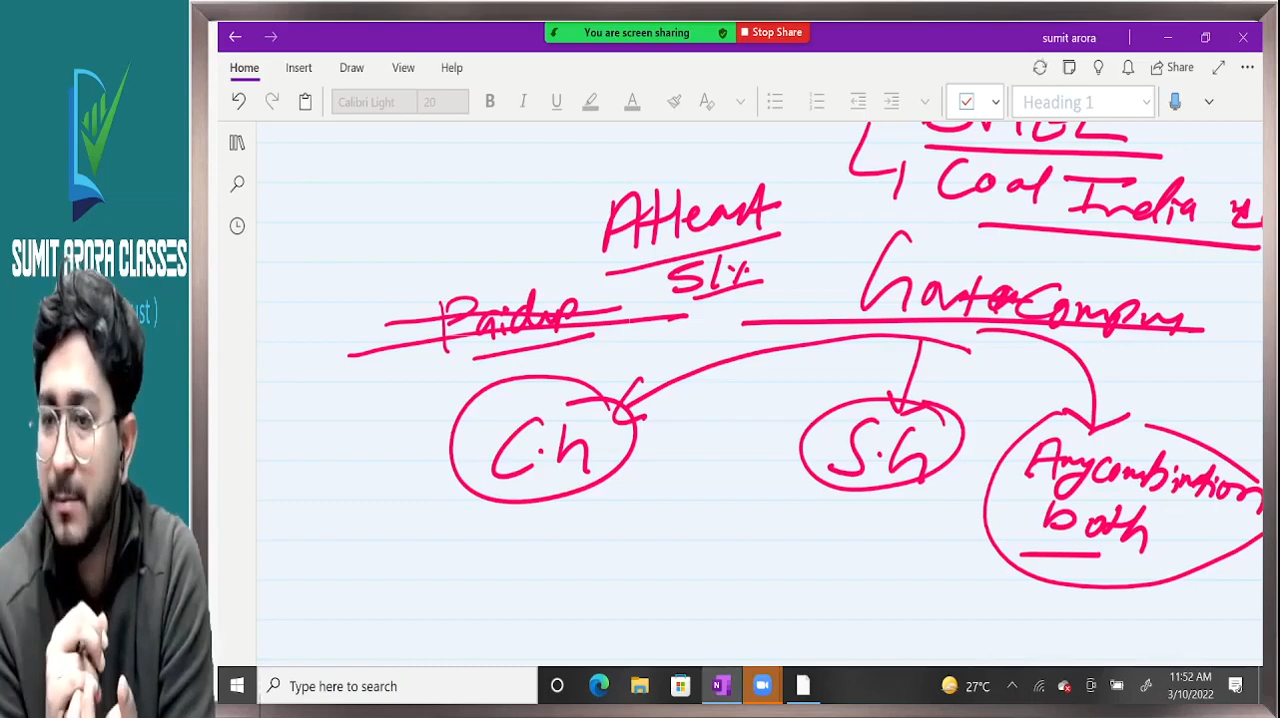 You are screen sharing
Stop Share
sumit arora
Home Insert Draw View Help
Share
Calibri Light 20 B I U A Heading 1
SUMIT ARORA CLASSES
ust )
Coal India
Atleast
51%
Paidup
C.h
S.h
Any combination
both
Type here to search
27°C
11:52 AM
3/10/2022